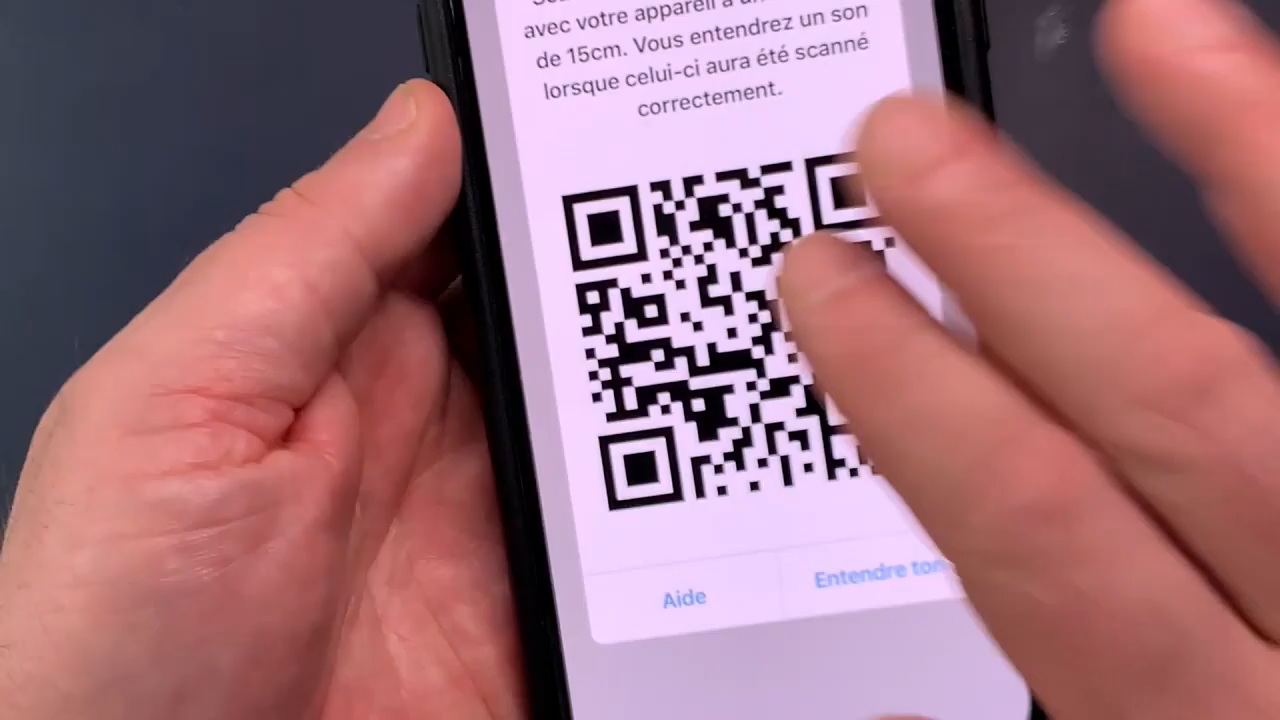 avec votre appareil à
de 15cm. Vous entendrez un son
lorsque celui-ci aura été scanné
correctement.
Aide
Entendre